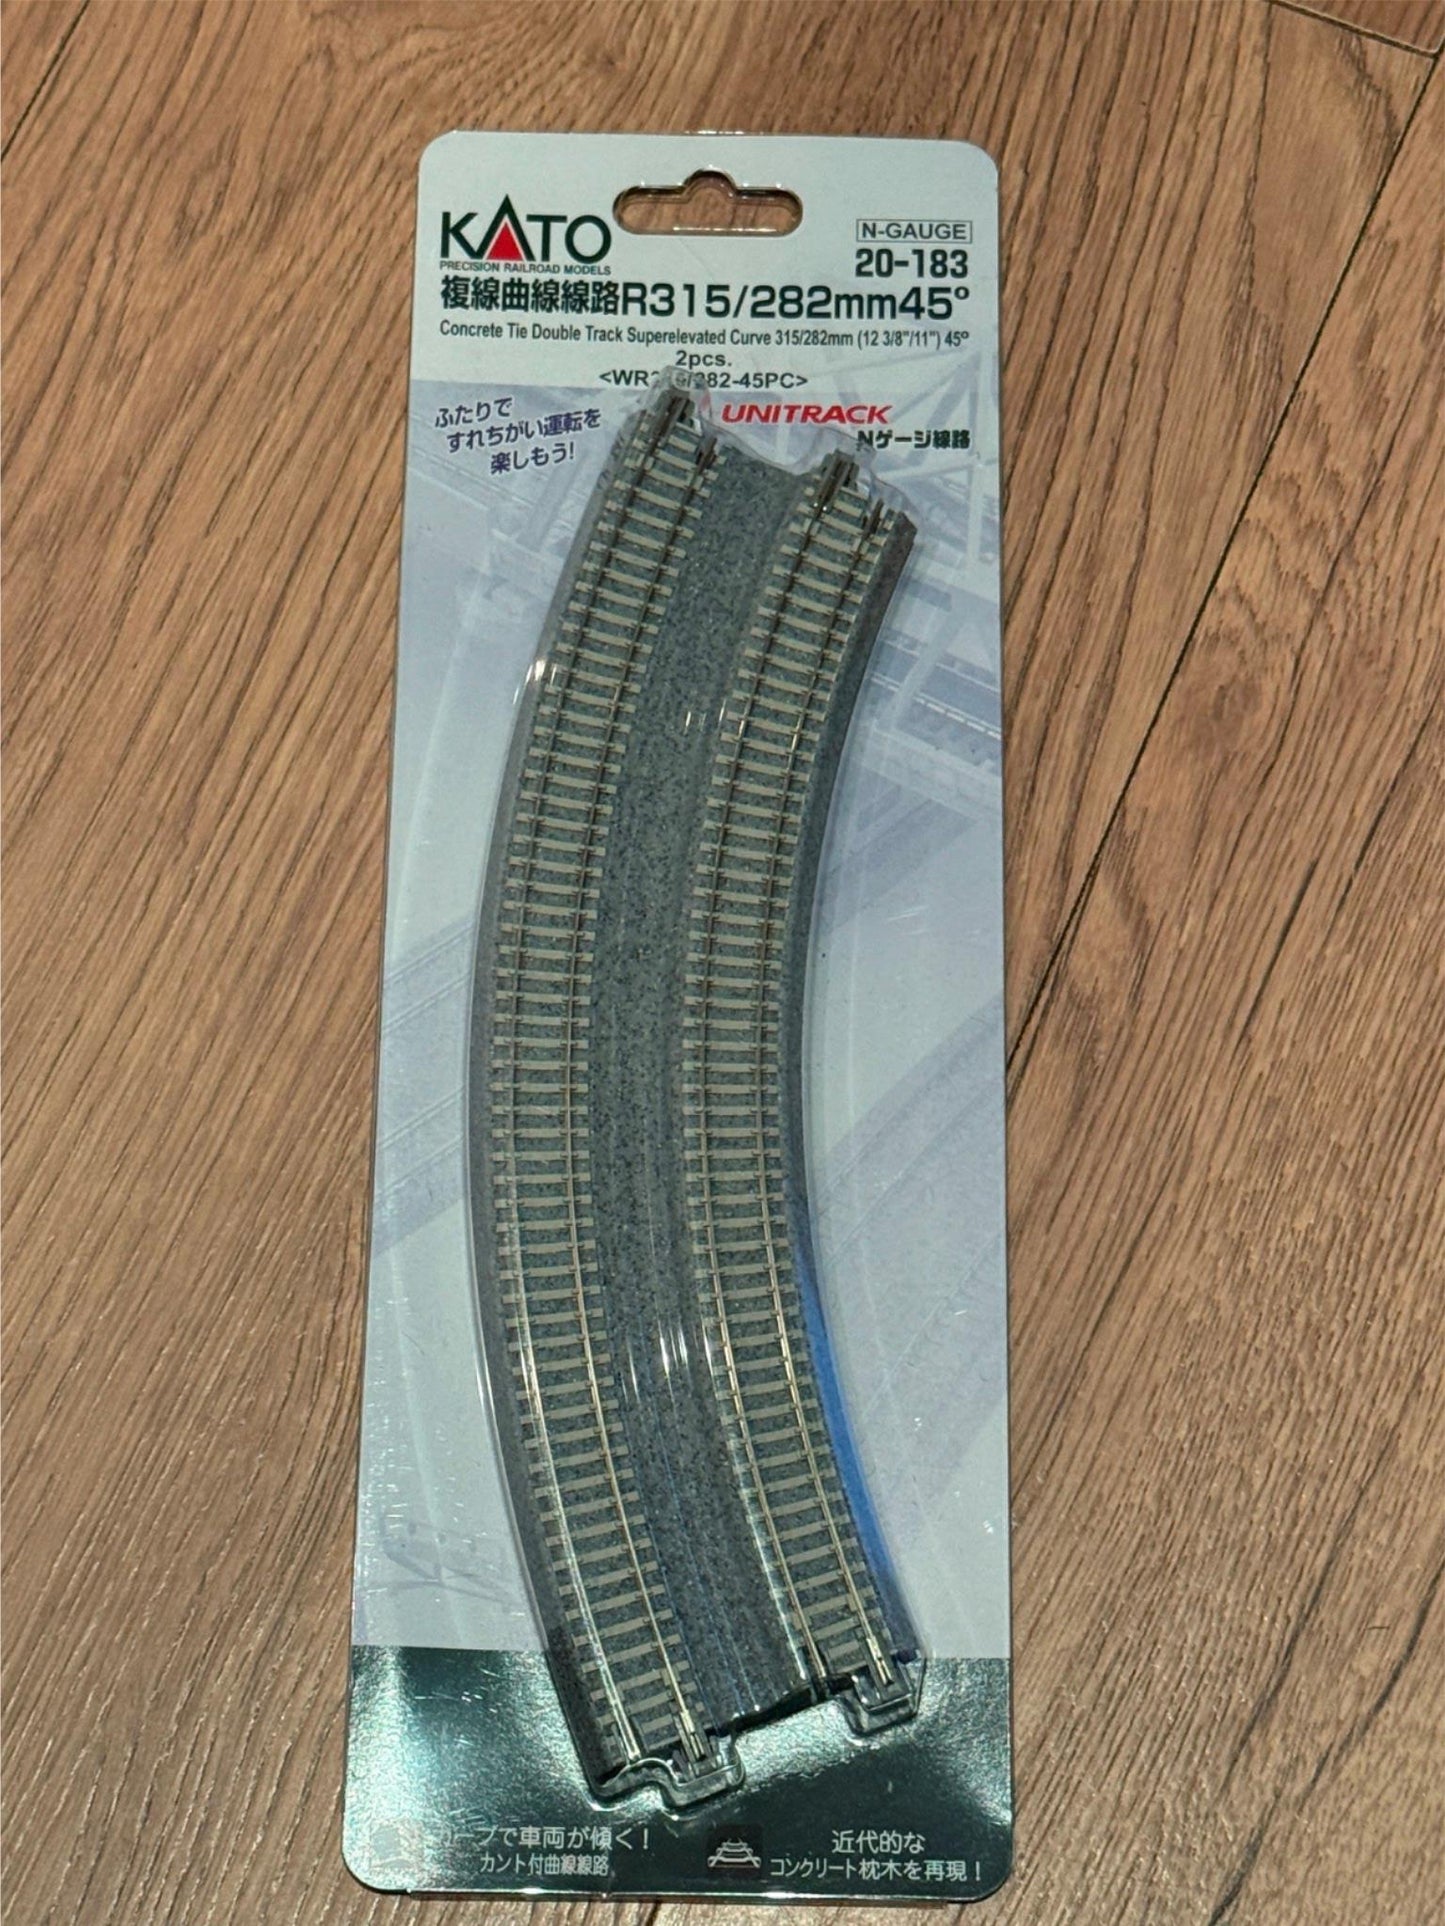 KATO
PRECISION RAILROAD MODELS
N-GAUGE
20-183
複線曲線線路R315/282mm45°
Concrete Tie Double Track Superelevated Curve 315/282mm (12 3/8"/11") 45°
2pcs.
282-45PC>
UNITRACK
Nゲージ線路
ふたりで
すれちがい運転を
楽しもう!
カーブで車両が傾く!
カント付曲線線路
近代的な
コンクリート枕木を再現!